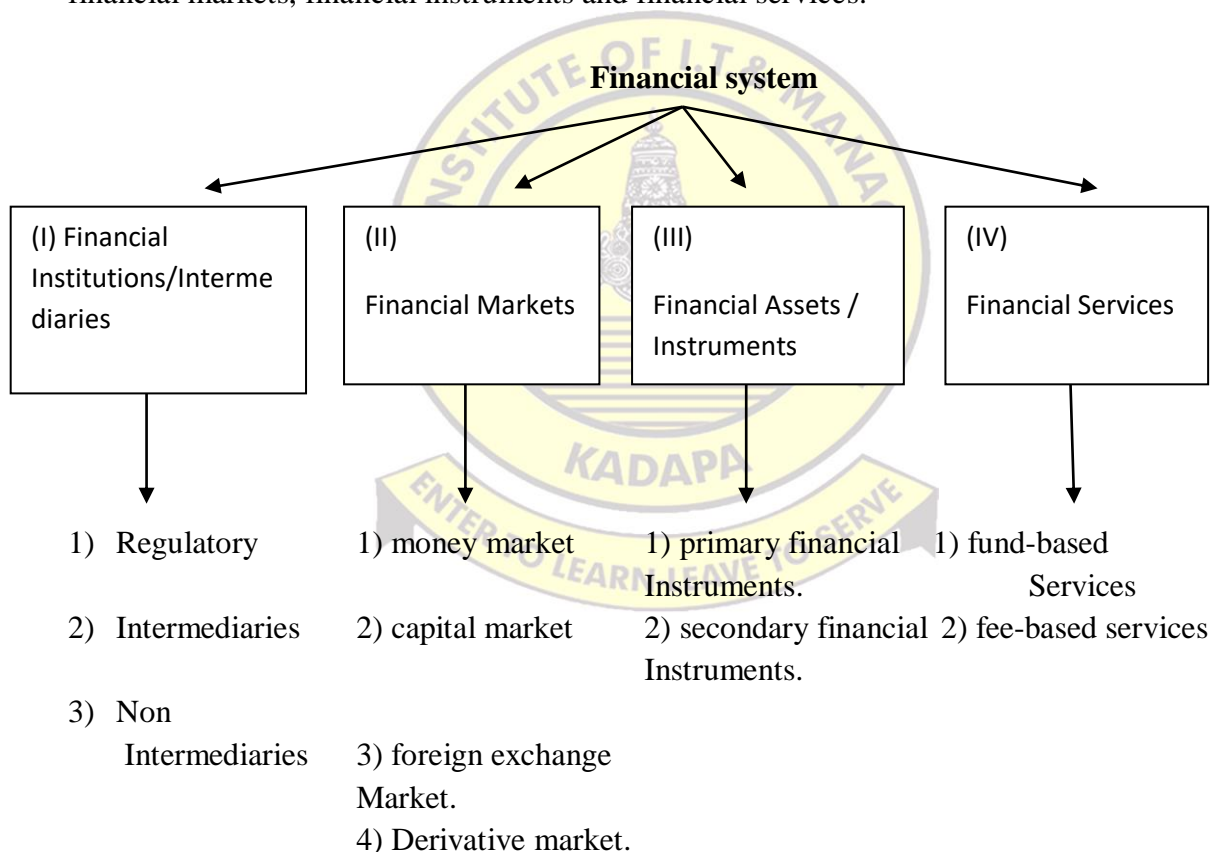 financial markets, financial instruments and financial services.
INSTITUTE OF I.T & MANAG
Financial system
(I) Financial
Institutions/Interme
diaries
(II)
Financial Markets
(III)
Financial Assets /
Instruments
(IV)
Financial Services
KADAPA
ENTER TO LEARN LEAVE TO SERVE
1) Regulatory
2) Intermediaries
3) Non
Intermediaries
1) money market
2) capital market
3) foreign exchange
Market.
4) Derivative market.
1) primary financial
Instruments.
2) secondary financial
Instruments.
1) fund-based
Services
2) fee-based services